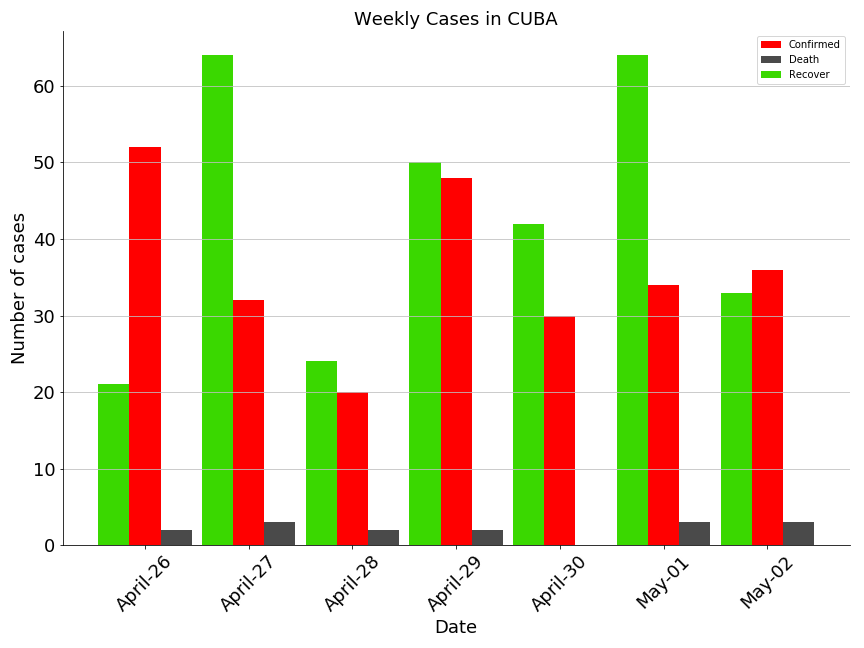 Weekly Cases in CUBA
Confirmed
Death
Recover
Number of cases
60
50
40
30
20
10
0
April-26
April-27
April-28
April-29
April-30
May-01
May-02
Date